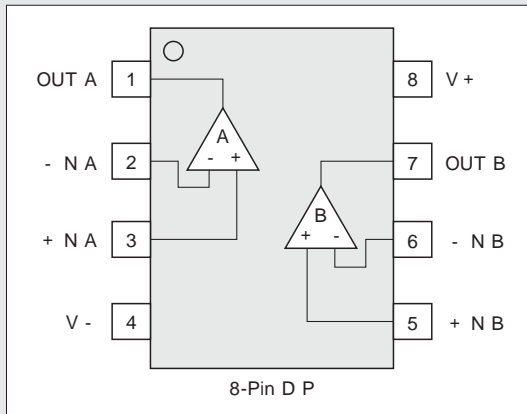 OUT A 1 8 V +
A
- +
- N A 2 7 OUT B
B
+ -
+ N A 3 6 - N B
V - 4 5 + N B
8-Pin D P